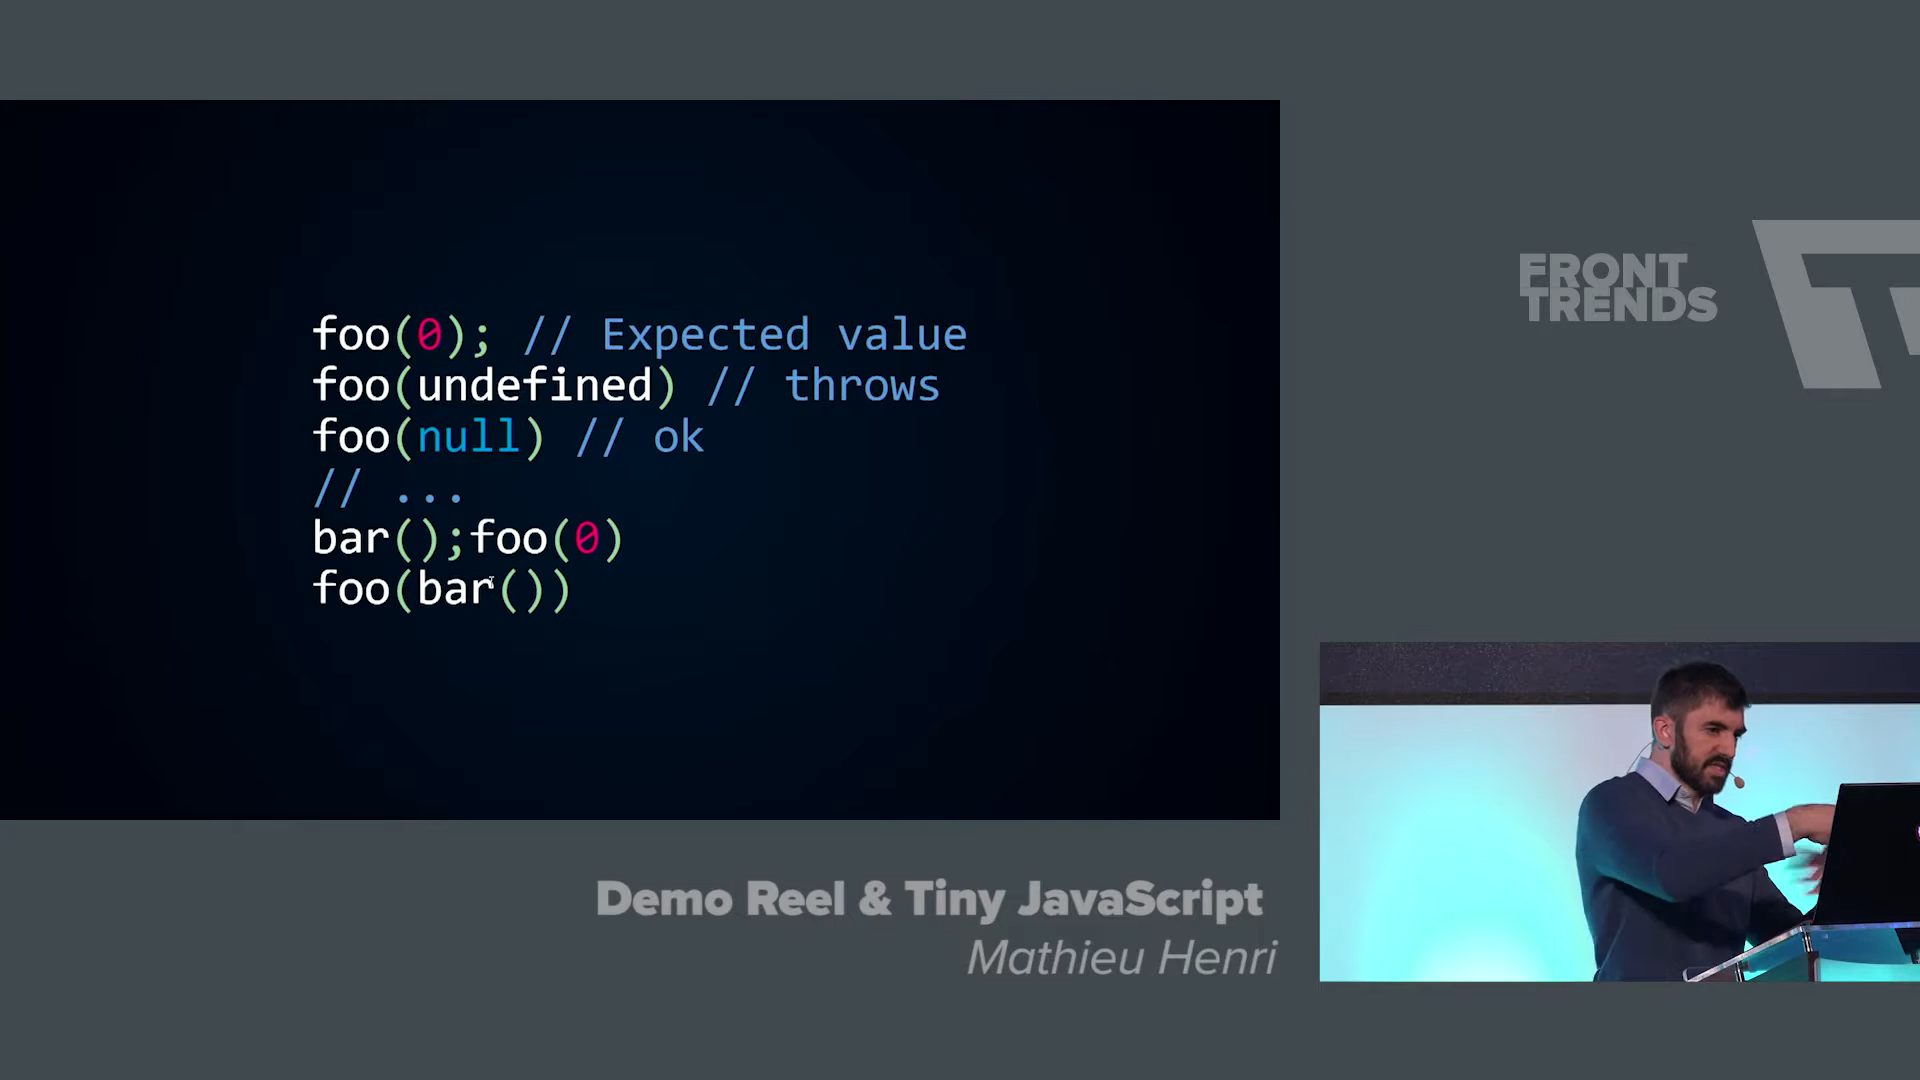 foo(0); // Expected value
foo(undefined) // throws
foo(null) // ok
// ...
bar();foo(0)
foo(bar())
FRONT
TRENDS
Demo Reel & Tiny JavaScript
Mathieu Henri